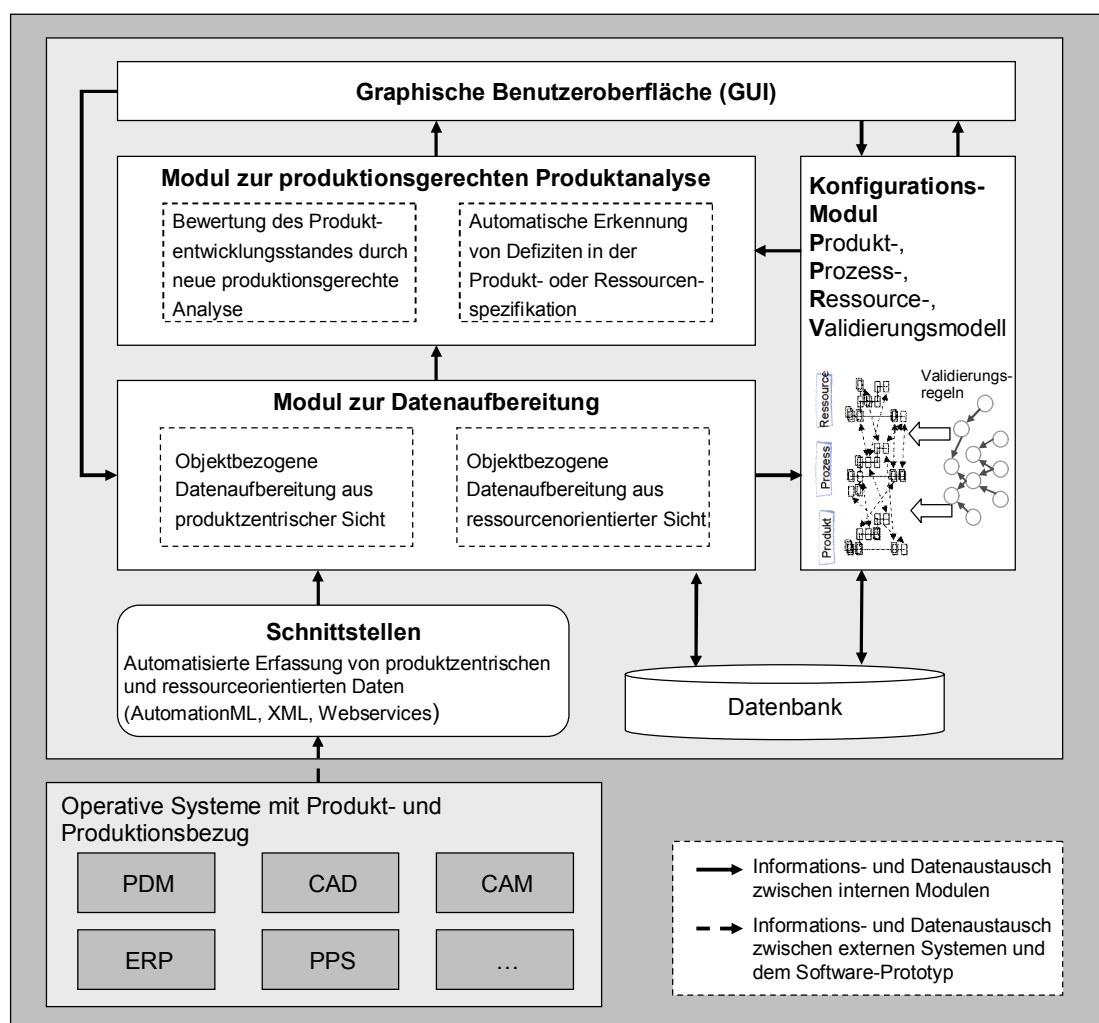 Graphische Benutzeroberfläche (GUI)
Modul zur produktionsgerechten Produktanalyse
Bewertung des Produkt-
entwicklungsstandes durch
neue produktionsgerechte
Analyse
Automatische Erkennung
von Defiziten in der
Produkt- oder Ressourcen-
spezifikation
Konfigurations-
Modul
Produkt-,
Prozess-,
Ressource-,
Validierungsmodell
Ressource
Prozess
Produkt
Validierungs-
regeln
Modul zur Datenaufbereitung
Objektbezogene
Datenaufbereitung aus
produktzentrischer Sicht
Objektbezogene
Datenaufbereitung aus
ressourcenorientierter Sicht
Schnittstellen
Automatisierte Erfassung von produktzentrischen
und ressourceorientierten Daten
(AutomationML, XML, Webservices)
Datenbank
Operative Systeme mit Produkt- und
Produktionsbezug
PDM
CAD
CAM
ERP
PPS
…
Informations- und Datenaustausch
zwischen internen Modulen
Informations- und Datenaustausch
zwischen externen Systemen und
dem Software-Prototyp